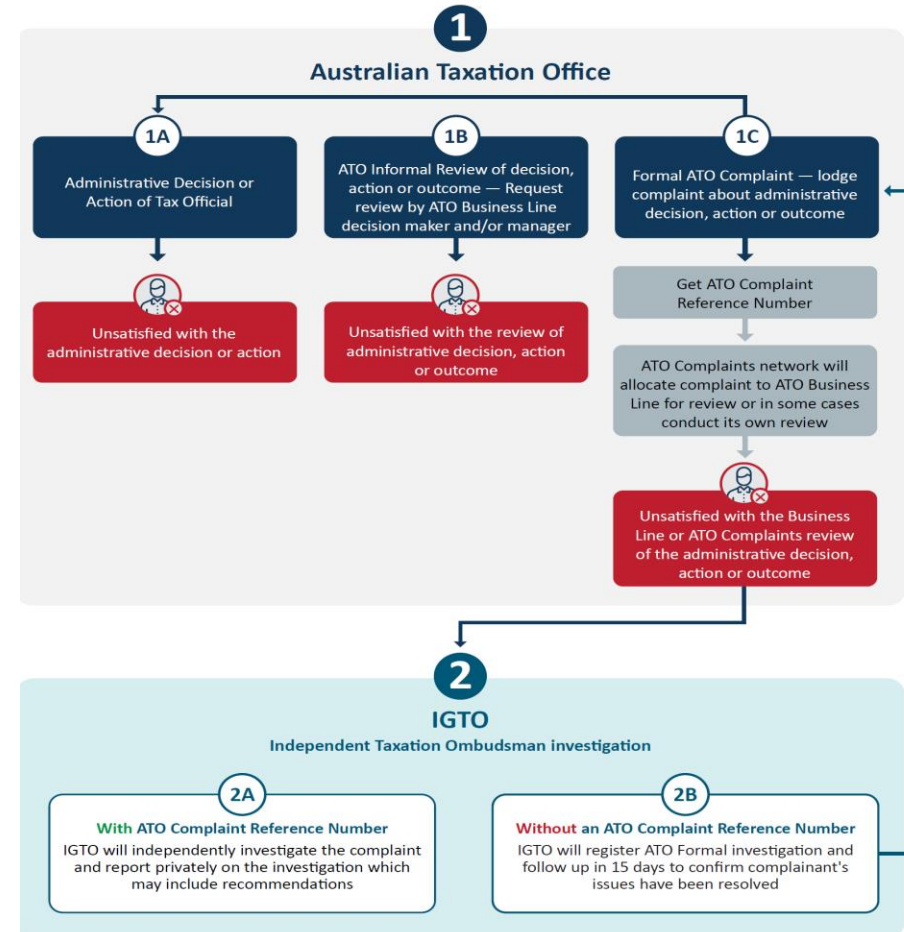 1
Australian Taxation Office
1A
Administrative Decision or
Action of Tax Official
Unsatisfied with the
administrative decision or action
1B
ATO Informal Review of decision,
action or outcome — Request
review by ATO Business Line
decision maker and/or manager
Unsatisfied with the review of
administrative decision, action
or outcome
1C
Formal ATO Complaint — lodge
complaint about administrative
decision, action or outcome
Get ATO Complaint
Reference Number
ATO Complaints network will
allocate complaint to ATO Business
Line for review or in some cases
conduct its own review
Unsatisfied with the Business
Line or ATO Complaints review
of the administrative decision,
action or outcome
2
IGTO
Independent Taxation Ombudsman investigation
2A
With ATO Complaint Reference Number
IGTO will independently investigate the complaint
and report privately on the investigation which
may include recommendations
2B
Without an ATO Complaint Reference Number
IGTO will register ATO Formal investigation and
follow up in 15 days to confirm complainant's
issues have been resolved